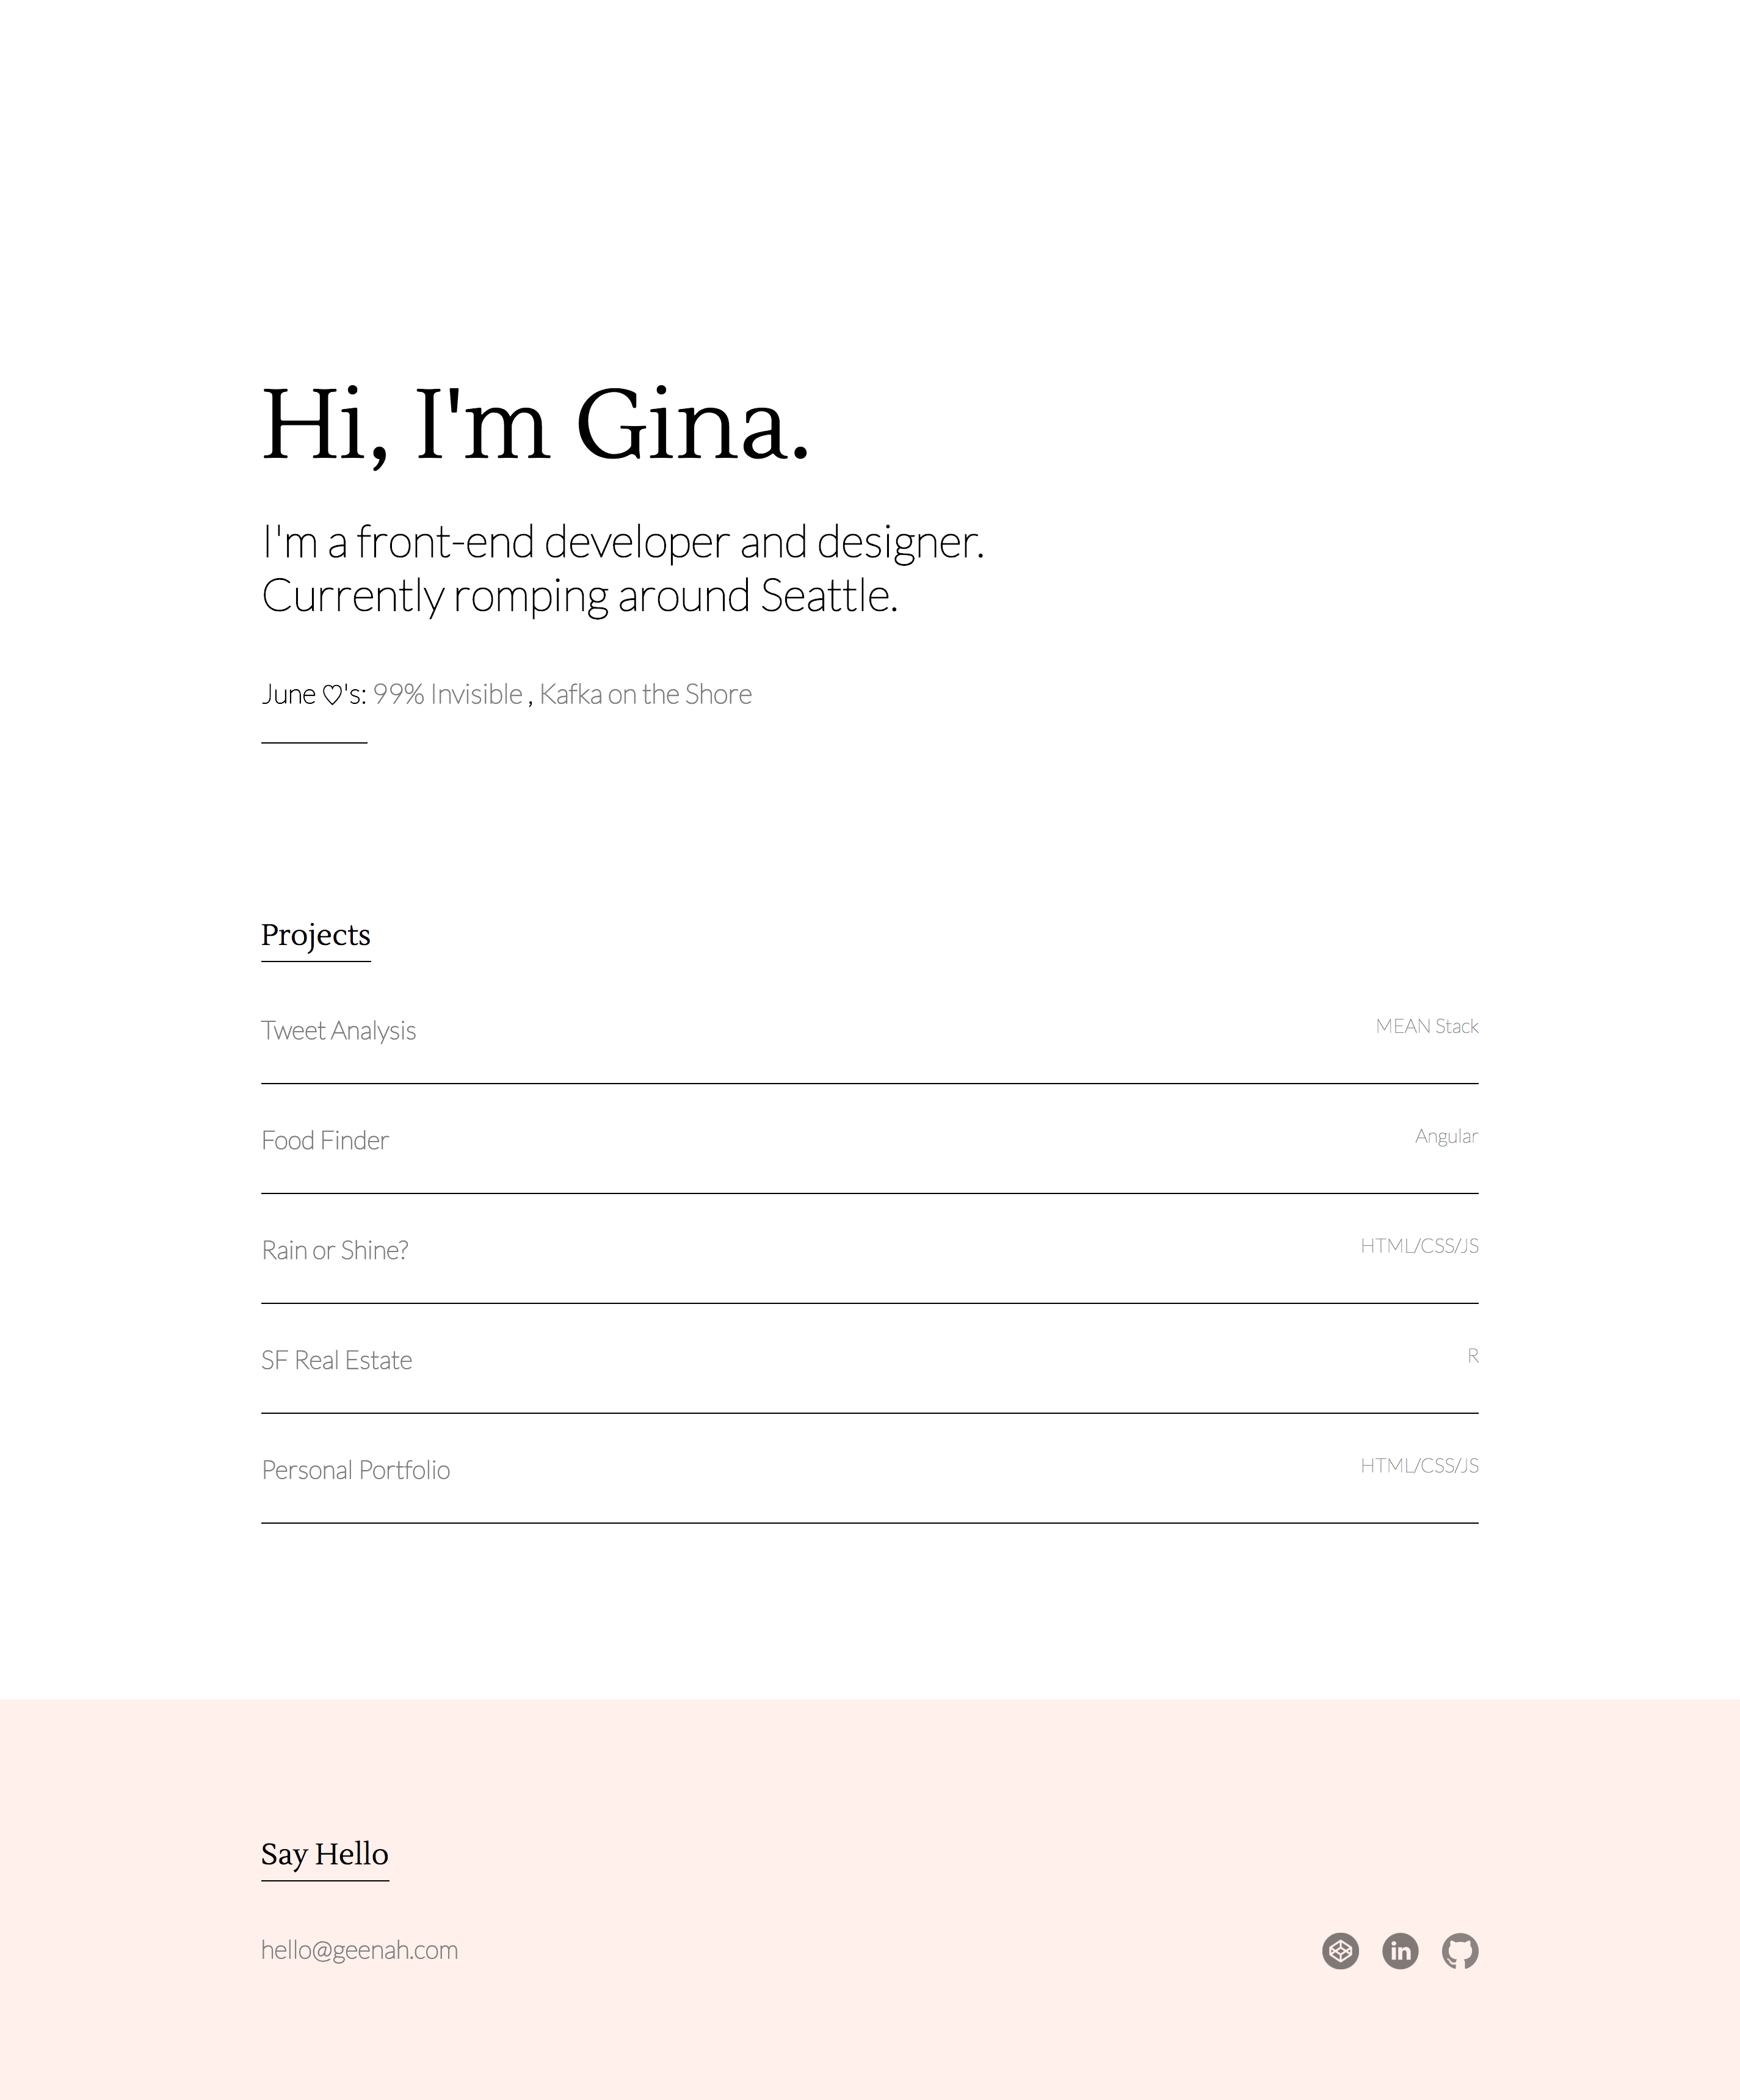 Hi, I'm Gina.
I'm a front-end developer and designer.
Currently romping around Seattle.
June ♡'s: 99% Invisible , Kafka on the Shore
Projects
Tweet Analysis MEAN Stack
Food Finder Angular
Rain or Shine? HTML/CSS/JS
SF Real Estate R
Personal Portfolio HTML/CSS/JS
Say Hello
hello@geenah.com in